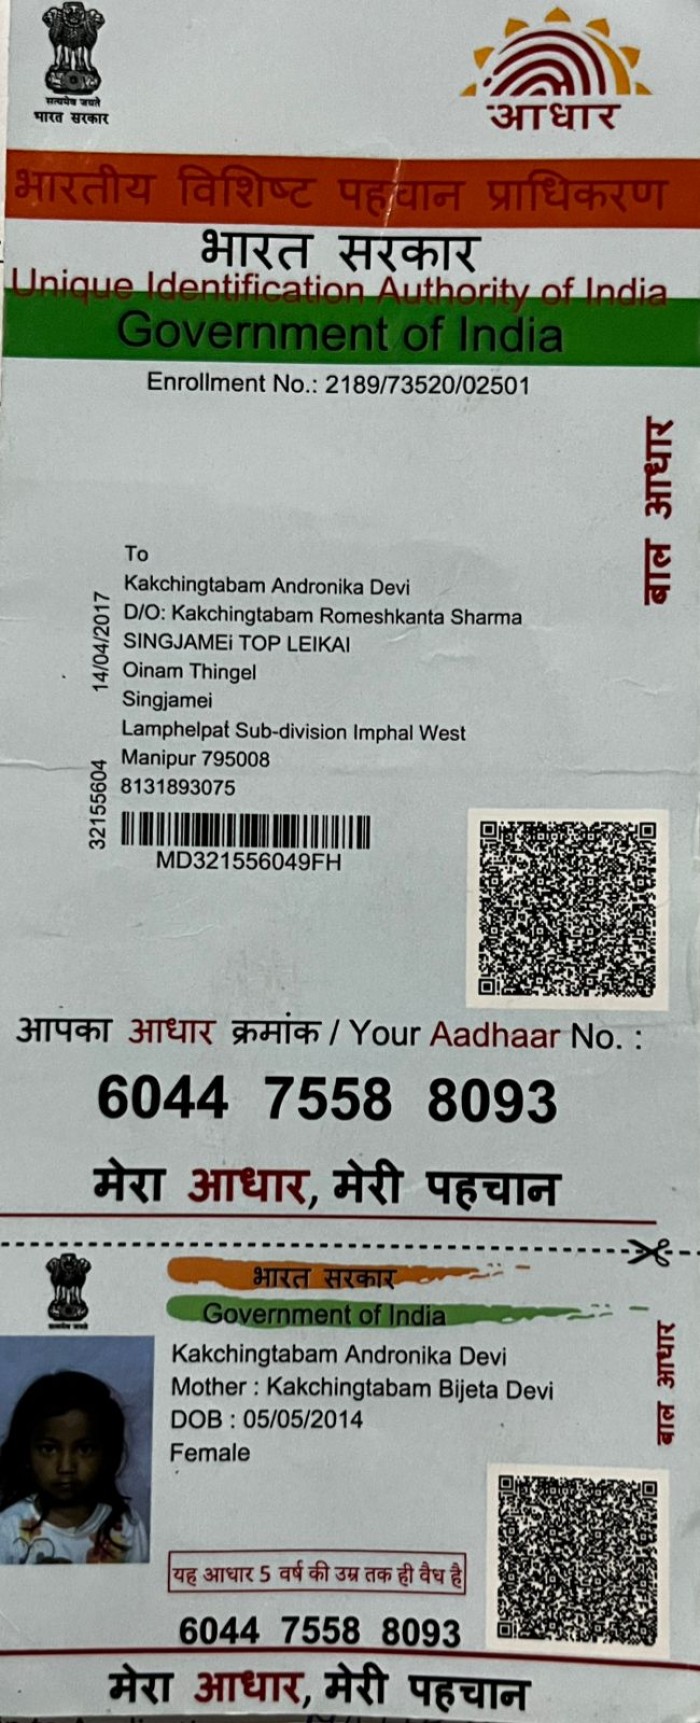 सत्यमेव जयते
भारत सरकार
आधार
भारतीय विशिष्ट पहचान प्राधिकरण
भारत सरकार
Unique Identification Authority of India
Government of India
Enrollment No.: 2189/73520/02501
बाल आधार
To
Kakchingtabam Andronika Devi
D/O: Kakchingtabam Romeshkanta Sharma
SINGJAMEi TOP LEIKAI
Oinam Thingel
Singjamei
Lamphelpat Sub-division Imphal West
Manipur 795008
8131893075
14/04/2017
32155604
MD321556049FH
आपका आधार क्रमांक / Your Aadhaar No. :
6044 7558 8093
मेरा आधार, मेरी पहचान
भारत सरकार
Government of India
Kakchingtabam Andronika Devi
Mother : Kakchingtabam Bijeta Devi
DOB : 05/05/2014
Female
बाल आधार
यह आधार 5 वर्ष की उम्र तक ही वैध है
6044 7558 8093
मेरा आधार, मेरी पहचान